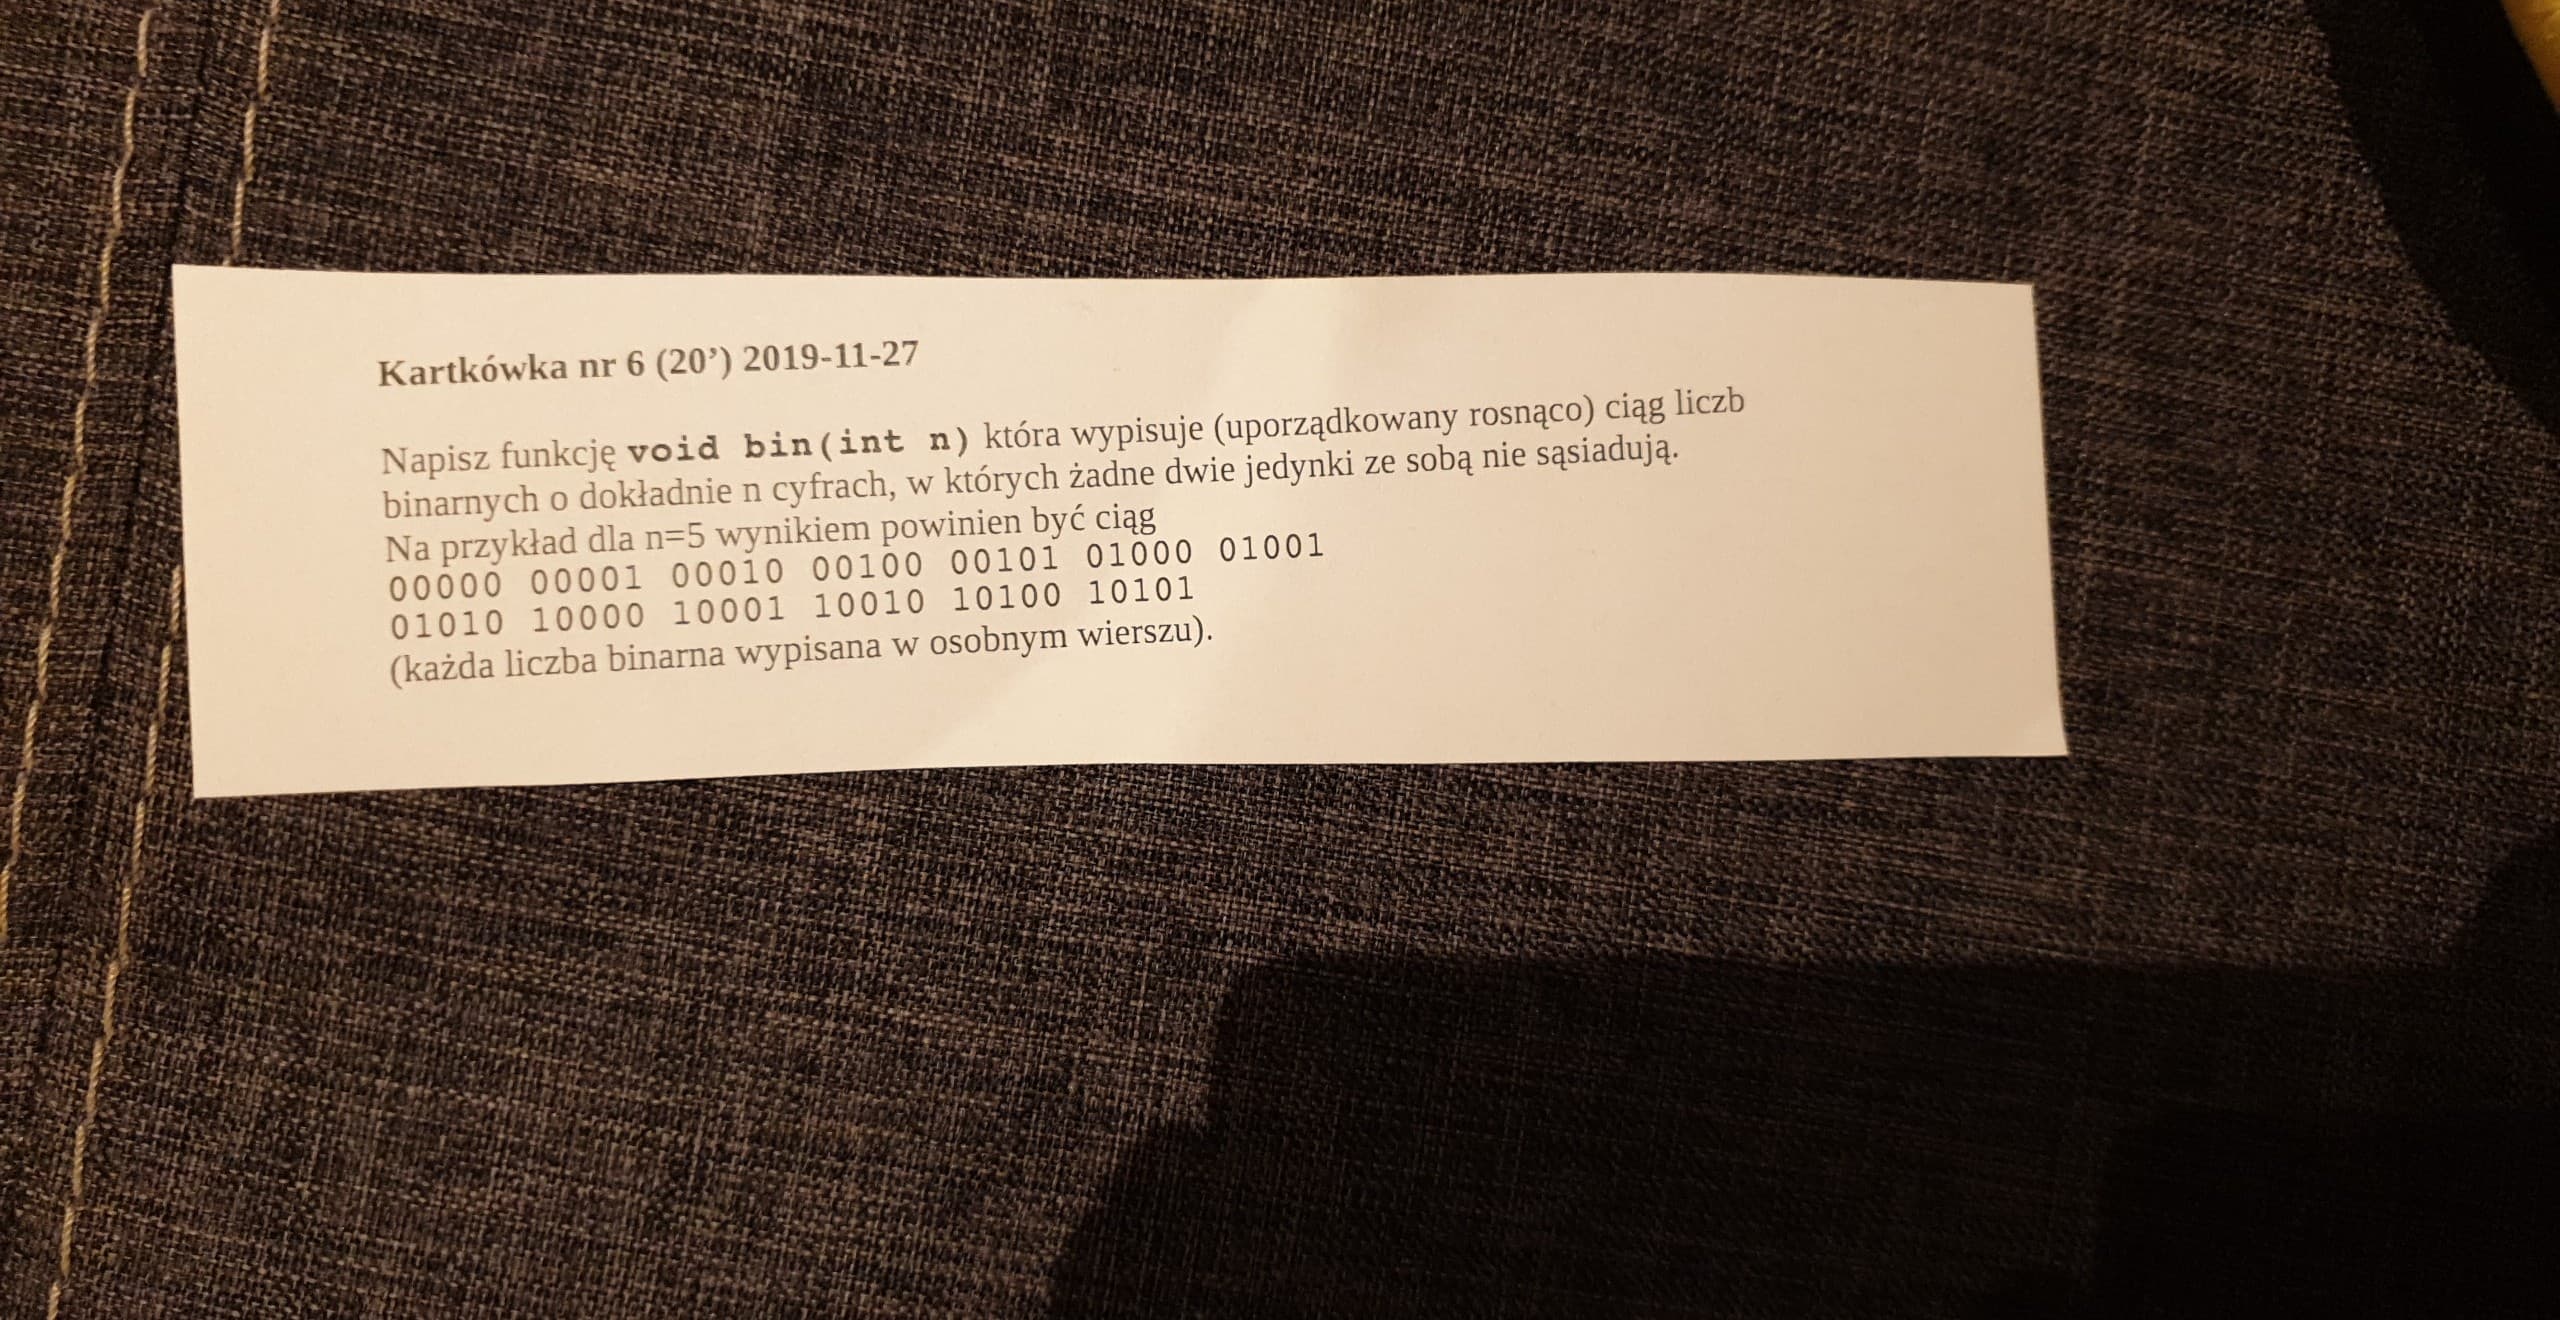 Kartkówka nr 6 (20’) 2019-11-27
Napisz funkcję void bin(int n) która wypisuje (uporządkowany rosnąco) ciąg liczb
binarnych o dokładnie n cyfrach, w których żadne dwie jedynki ze sobą nie sąsiadują.
Na przykład dla n=5 wynikiem powinien być ciąg
00000 00001 00010 00100 00101 01000 01001
01010 10000 10001 10010 10100 10101
(każda liczba binarna wypisana w osobnym wierszu).